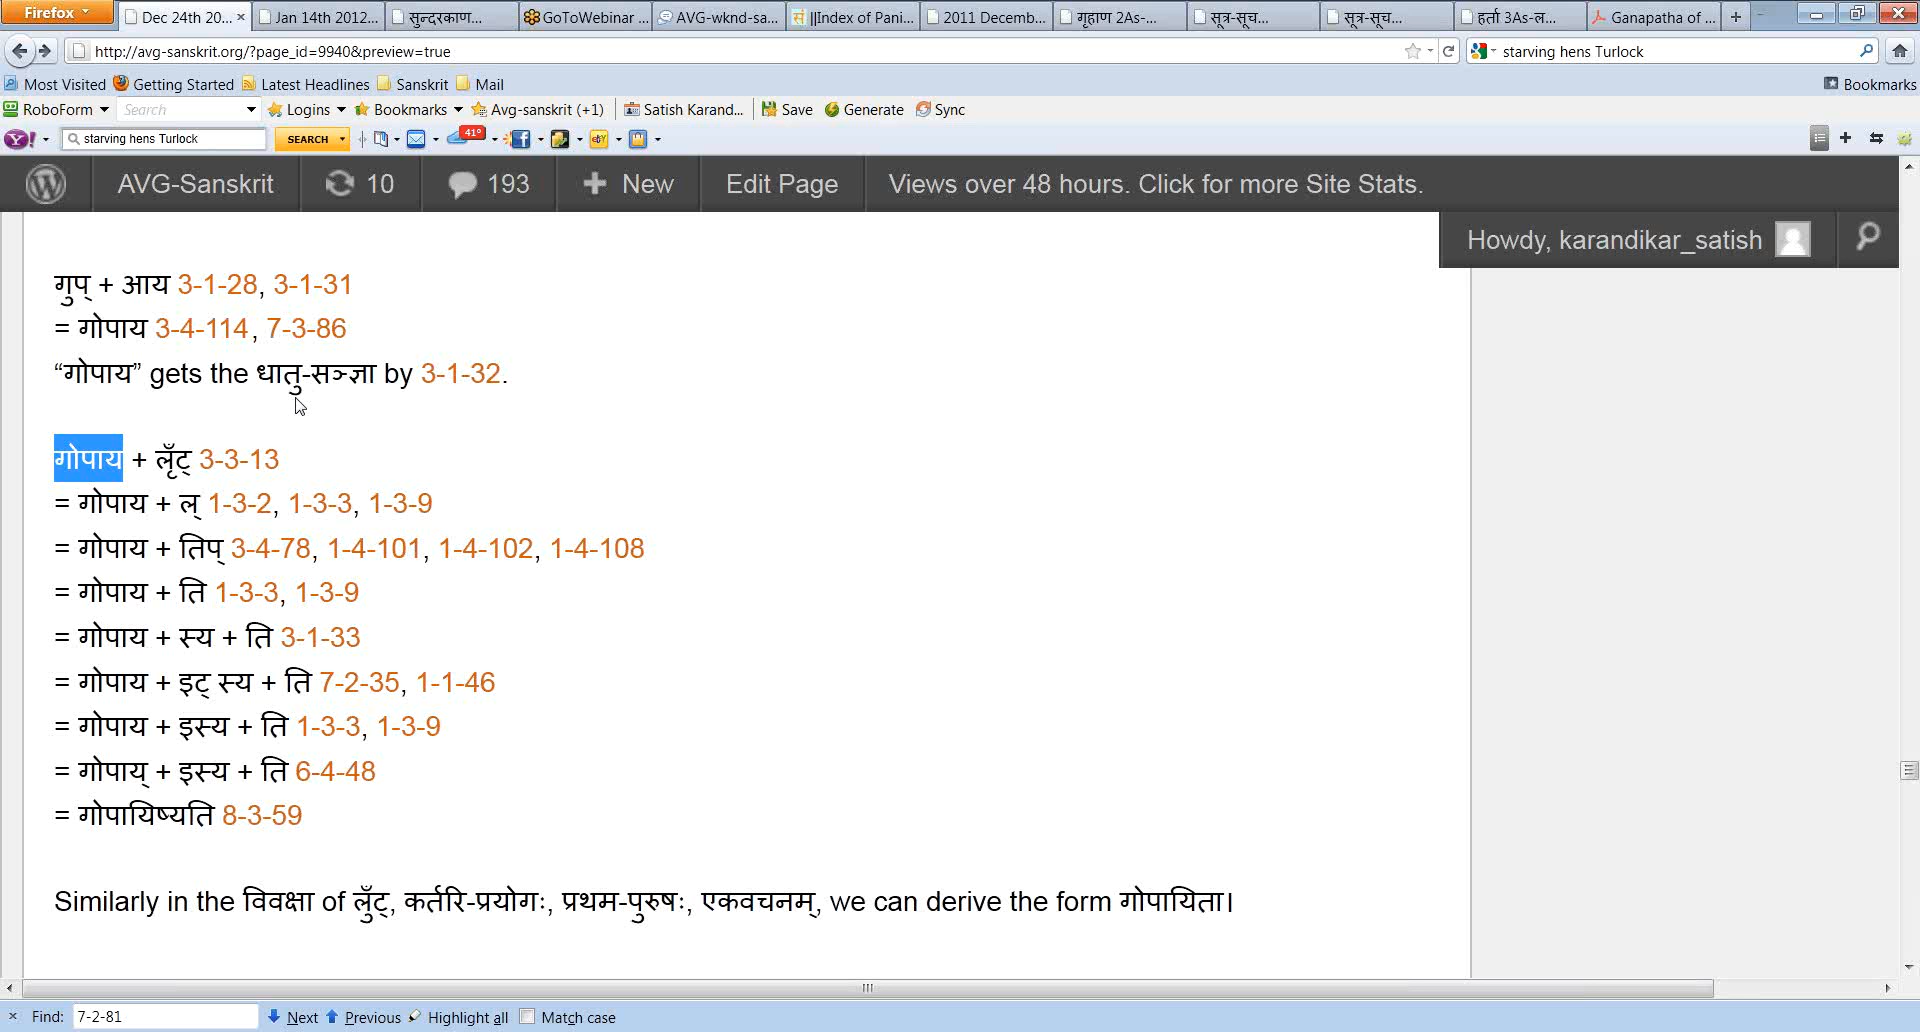 Firefox
Dec 24th 20...
Jan 14th 2012...
सुन्दरकाण...
GoToWebinar ...
AVG-wknd-sa...
||Index of Pani...
2011 Decemb...
गृहाण 2As-...
सूत्र-सूच...
सूत्र-सूच...
हर्ता 3As-ल...
Ganapatha of ...
http://avg-sanskrit.org/?page_id=9940&preview=true
starving hens Turlock
Most Visited Getting Started Latest Headlines Sanskrit Mail Bookmarks
RoboForm Search Logins Bookmarks Avg-sanskrit (+1) Satish Karand... Save Generate Sync
Y! starving hens Turlock SEARCH 41°
AVG-Sanskrit 10 193 + New Edit Page Views over 48 hours. Click for more Site Stats.
Howdy, karandikar_satish
गुप् + आय 3-1-28, 3-1-31
= गोपाय 3-4-114, 7-3-86
“गोपाय” gets the धातु-सञ्ज्ञा by 3-1-32.
गोपाय + लृँट् 3-3-13
= गोपाय + ल् 1-3-2, 1-3-3, 1-3-9
= गोपाय + तिप् 3-4-78, 1-4-101, 1-4-102, 1-4-108
= गोपाय + ति 1-3-3, 1-3-9
= गोपाय + स्य + ति 3-1-33
= गोपाय + इट् स्य + ति 7-2-35, 1-1-46
= गोपाय + इस्य + ति 1-3-3, 1-3-9
= गोपाय् + इस्य + ति 6-4-48
= गोपायिष्यति 8-3-59
Similarly in the विवक्षा of लुँट्, कर्तरि-प्रयोगः, प्रथम-पुरुषः, एकवचनम्, we can derive the form गोपायिता।
× Find: 7-2-81 Next Previous Highlight all Match case